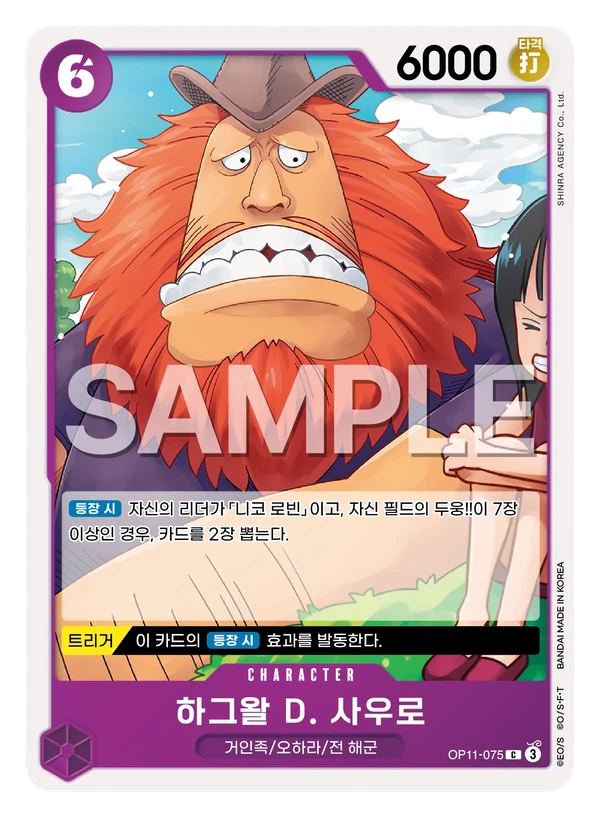 6
6000
타격
打
SHINRA AGENCY Co., Ltd.
SAMPLE
등장 시 자신의 리더가 「니코 로빈」이고, 자신 필드의 두웅!!이 7장
이상인 경우, 카드를 2장 뽑는다.
트리거 이 카드의 등장 시 효과를 발동한다.
CHARACTER
하그왈 D. 사우로
거인족/오하라/전 해군
OP11-075 C 3
©EO/S ©O/S·F·T BANDAI MADE IN KOREA